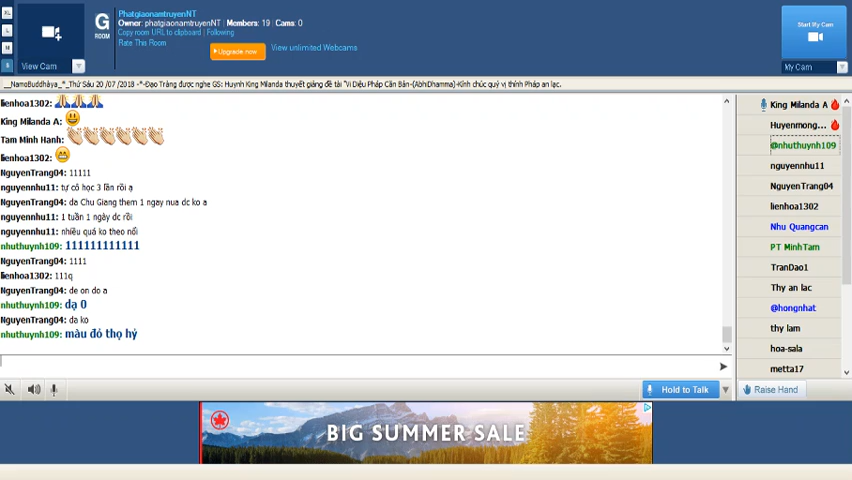 XL
L
M
S
View Cam
G
ROOM
PhatgiaonamtruyenNT
Owner: phatgiaonamtruyenNT | Members: 19 | Cams: 0
Copy room URL to clipboard | Following
Rate This Room
Upgrade now
View unlimited Webcams
Start My Cam
My Cam
__NamoBuddhàya_*_Thứ Sáu 20 /07 /2018 -*-Đạo Tràng được nghe GS: Huynh King Milanda thuyết giảng đề tài "Vi Diệu Pháp Căn Bản-(AbhiDhamma)-Kính chúc quý vị thính Pháp an lạc.
lienhoa1302:
King Milanda A:
Tam Minh Hanh:
lienhoa1302:
NguyenTrang04: 11111
nguyennhu11: tự cô học 3 lần rồi ạ
NguyenTrang04: da Chu Giang them 1 ngay nua dc ko a
nguyennhu11: 1 tuần 1 ngày dc rồi
nguyennhu11: nhiều quá ko theo nổi
nhuthuynh109: 111111111111
NguyenTrang04: 1111
lienhoa1302: 111q
NguyenTrang04: de on do a
nhuthuynh109: dạ 0
NguyenTrang04: da ko
nhuthuynh109: màu đỏ thọ hỷ
King Milanda A
Huyenmong...
@nhuthuynh109
nguyennhu11
NguyenTrang04
lienhoa1302
Nhu Quangcan
PT MinhTam
TranDao1
Thy an lac
@hongnhat
thy lam
hoa-sala
metta17
Hold to Talk
Raise Hand
BIG SUMMER SALE